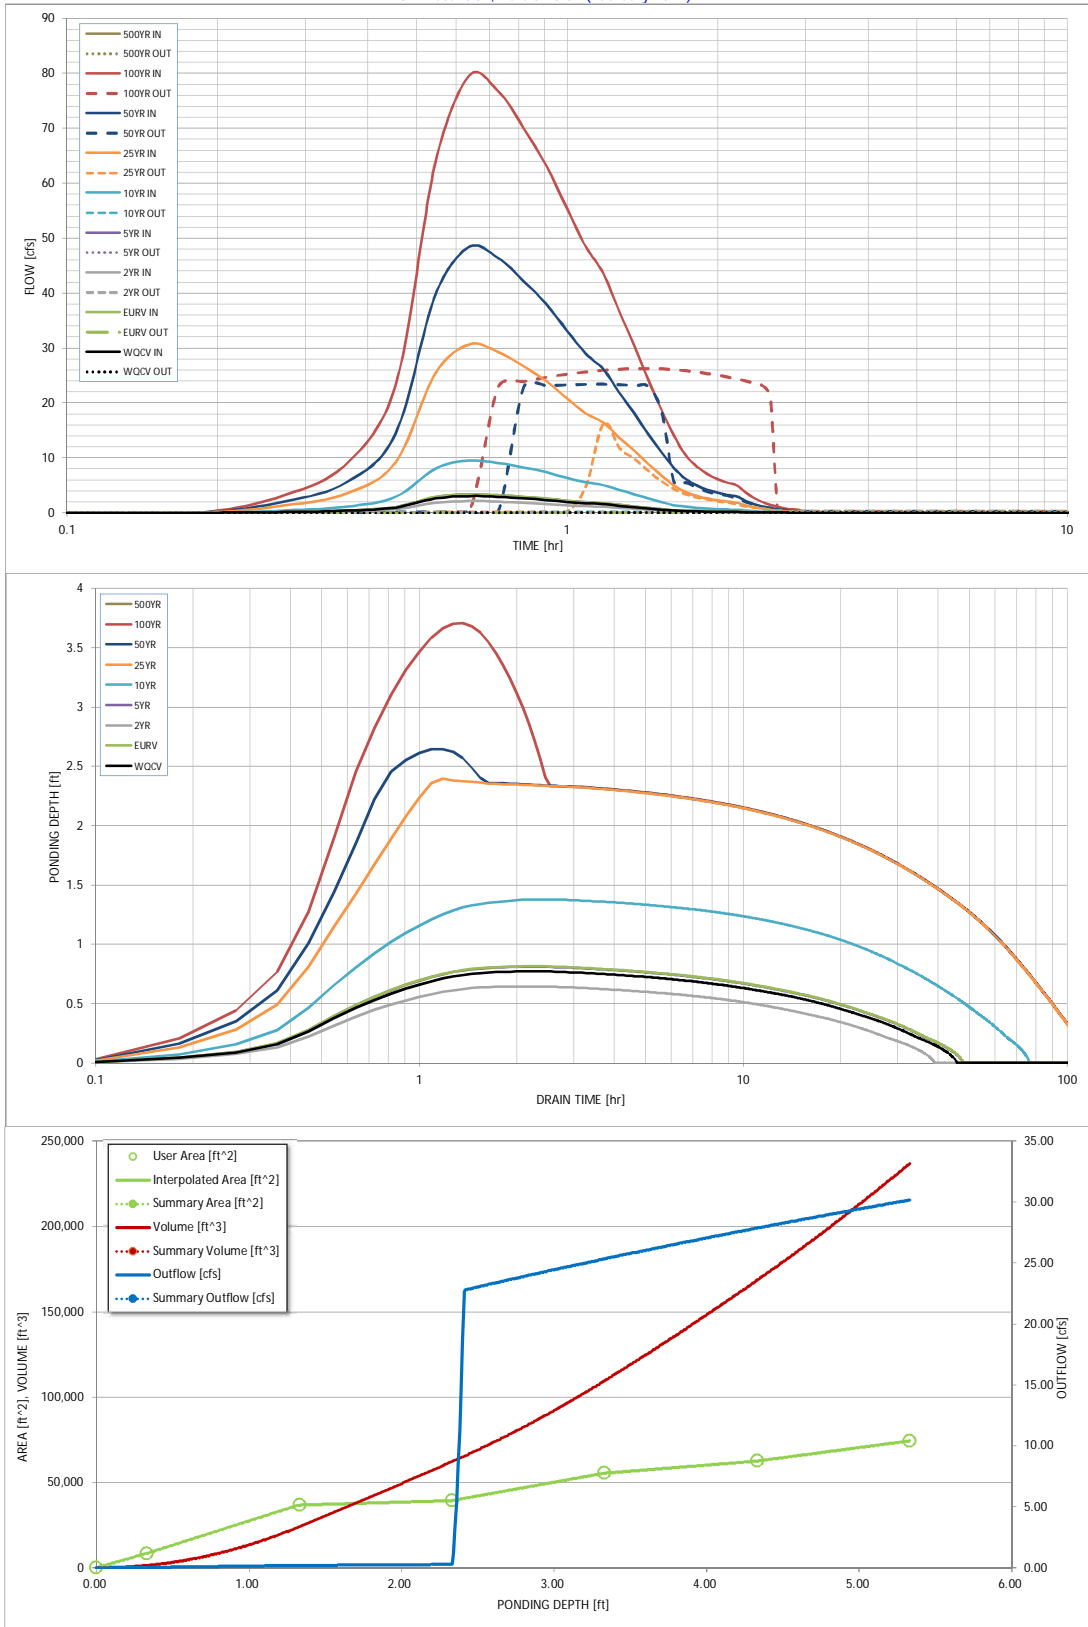 90
80
70
60
50
40
30
20
10
0
FLOW [cfs]
500YR IN
500YR OUT
100YR IN
100YR OUT
50YR IN
50YR OUT
25YR IN
25YR OUT
10YR IN
10YR OUT
5YR IN
5YR OUT
2YR IN
2YR OUT
EURV IN
EURV OUT
WQCV IN
WQCV OUT
0.1
1
10
TIME [hr]
4
3.5
3
2.5
2
1.5
1
0.5
0
PONDING DEPTH [ft]
500YR
100YR
50YR
25YR
10YR
5YR
2YR
EURV
WQCV
0.1
1
10
100
DRAIN TIME [hr]
250,000
200,000
150,000
100,000
50,000
0
AREA [ft^2], VOLUME [ft^3]
User Area [ft^2]
Interpolated Area [ft^2]
Summary Area [ft^2]
Volume [ft^3]
Summary Volume [ft^3]
Outflow [cfs]
Summary Outflow [cfs]
35.00
30.00
25.00
20.00
15.00
10.00
5.00
0.00
OUTFLOW [cfs]
0.00
1.00
2.00
3.00
4.00
5.00
6.00
PONDING DEPTH [ft]